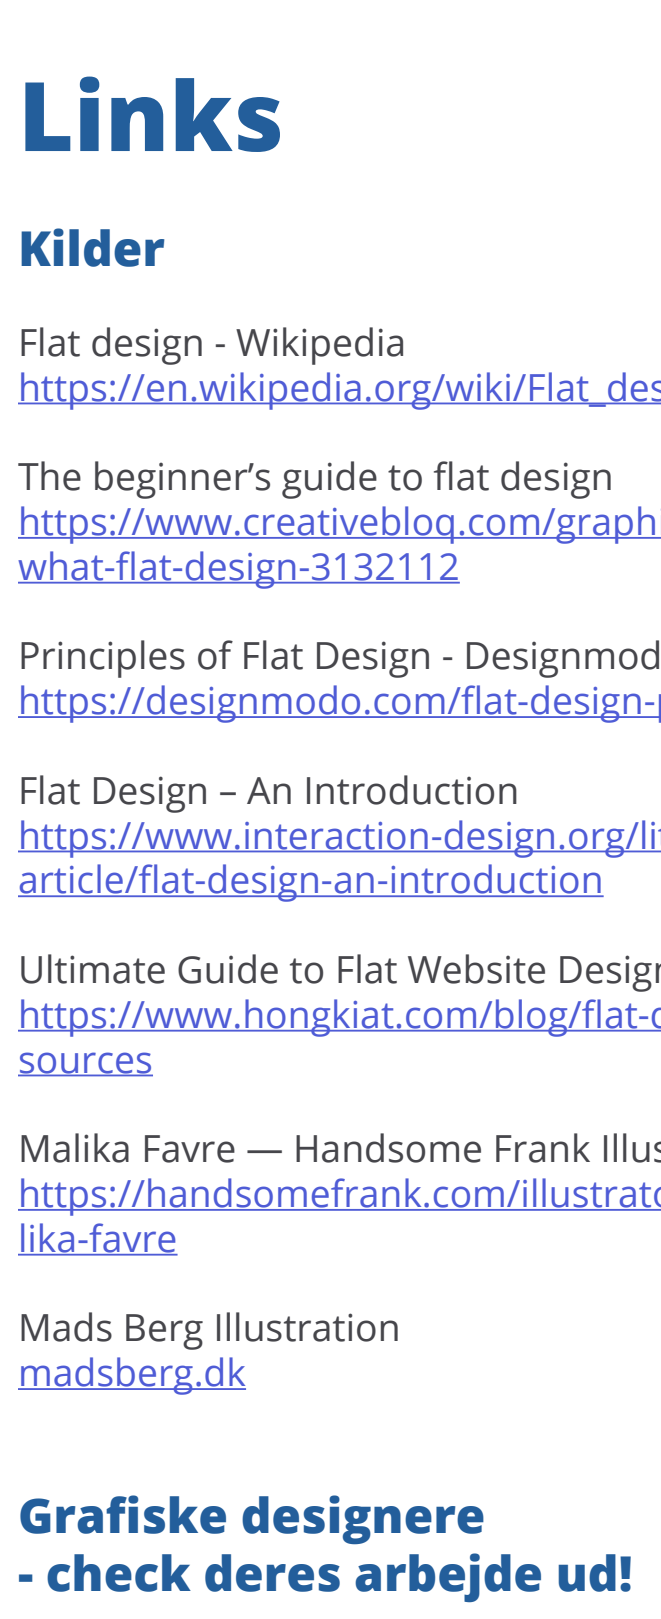 Links
Kilder
Flat design - Wikipedia
https://en.wikipedia.org/wiki/Flat_des
The beginner’s guide to flat design
https://www.creativebloq.com/graphi
what-flat-design-3132112
Principles of Flat Design - Designmod
https://designmodo.com/flat-design-
Flat Design – An Introduction
https://www.interaction-design.org/lit
article/flat-design-an-introduction
Ultimate Guide to Flat Website Design
https://www.hongkiat.com/blog/flat-d
sources
Malika Favre — Handsome Frank Illus
https://handsomefrank.com/illustrato
lika-favre
Mads Berg Illustration
madsberg.dk
Grafiske designere
- check deres arbejde ud!